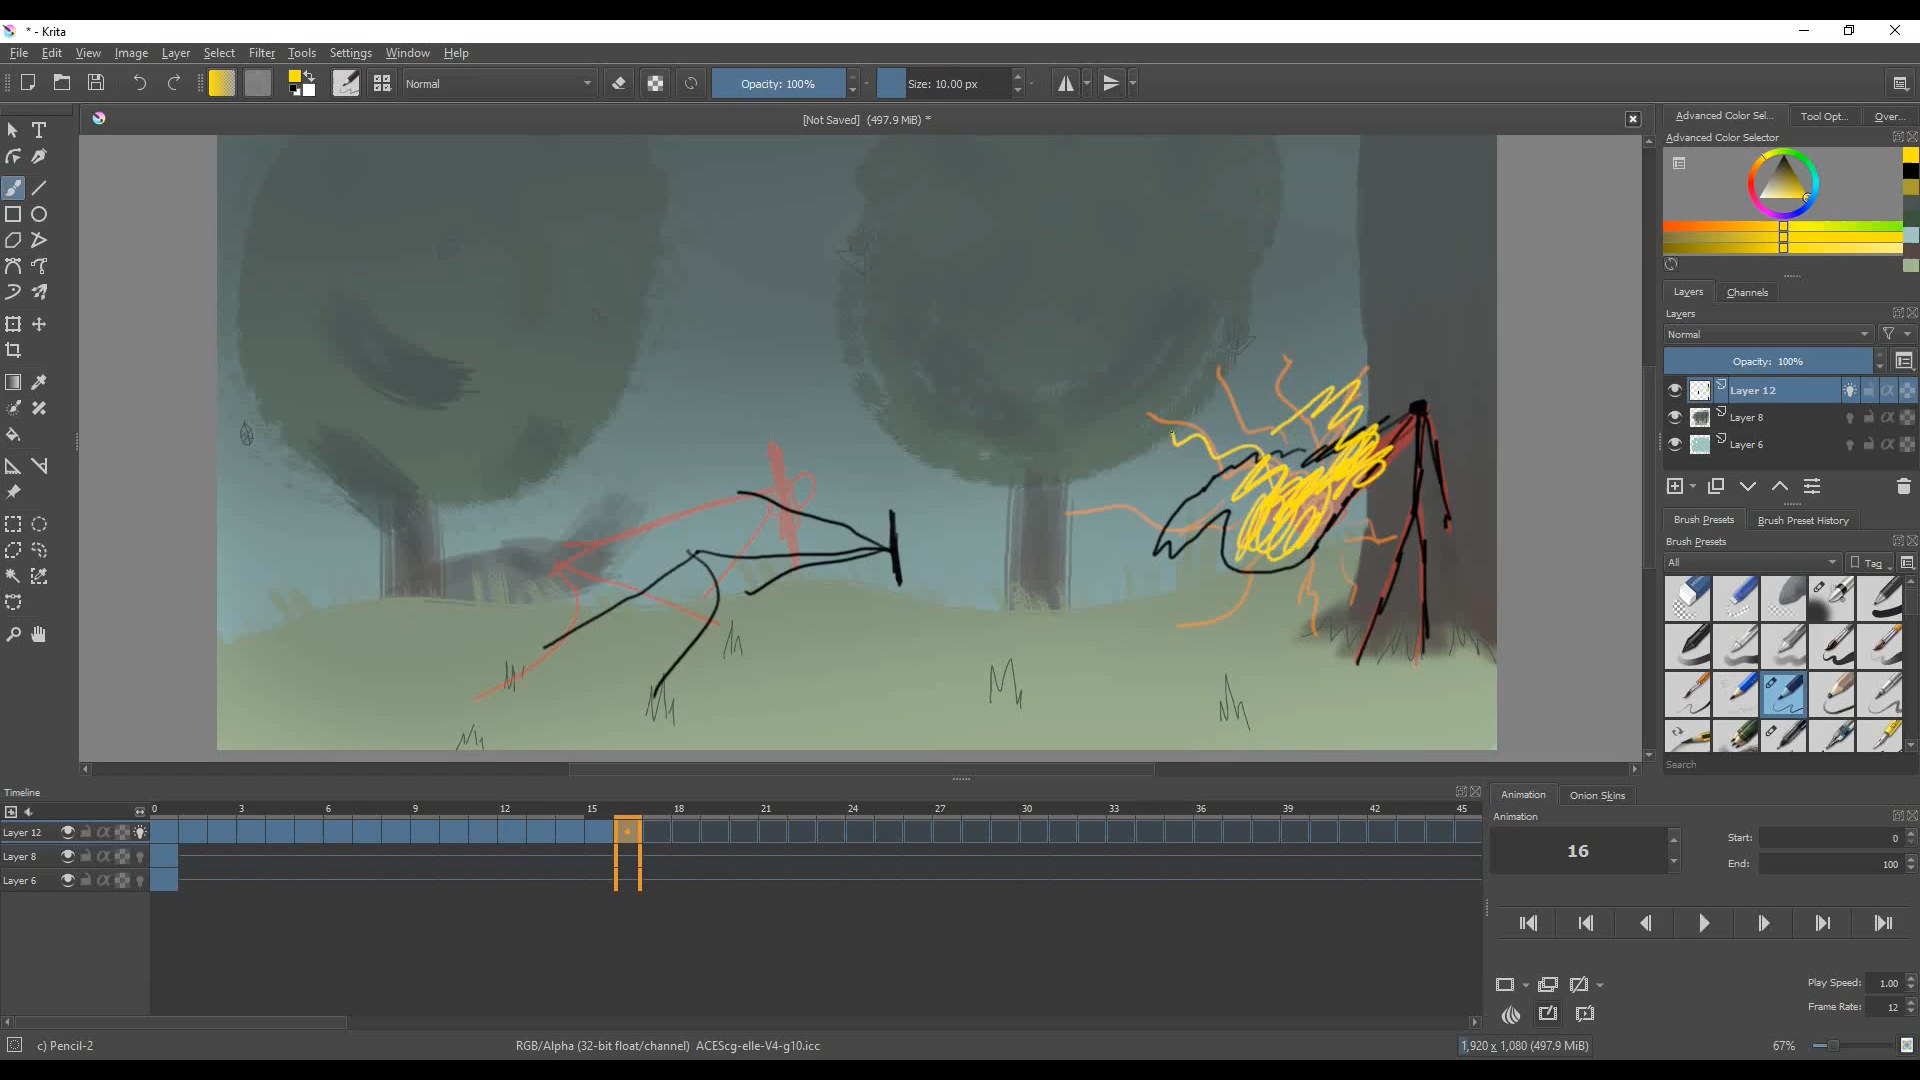 * - Krita
File Edit View Image Layer Select Filter Tools Settings Window Help
Normal
Opacity: 100%
Size: 10.00 px
[Not Saved] (497.9 MiB) *
Advanced Color Sel... Tool Opt... Over...
Advanced Color Selector
Layers Channels
Layers
Normal
Opacity: 100%
Layer 12
Layer 8
Layer 6
Brush Presets Brush Preset History
Brush Presets
All Tag
Search
Timeline
0 3 6 9 12 15 18 21 24 27 30 33 36 39 42 45
Layer 12
Layer 8
Layer 6
Animation Onion Skins
Animation
16
Start: 0
End: 100
Play Speed: 1.00
Frame Rate: 12
c) Pencil-2
RGB/Alpha (32-bit float/channel) ACEScg-elle-V4-g10.icc
1,920 x 1,080 (497.9 MiB)
67%